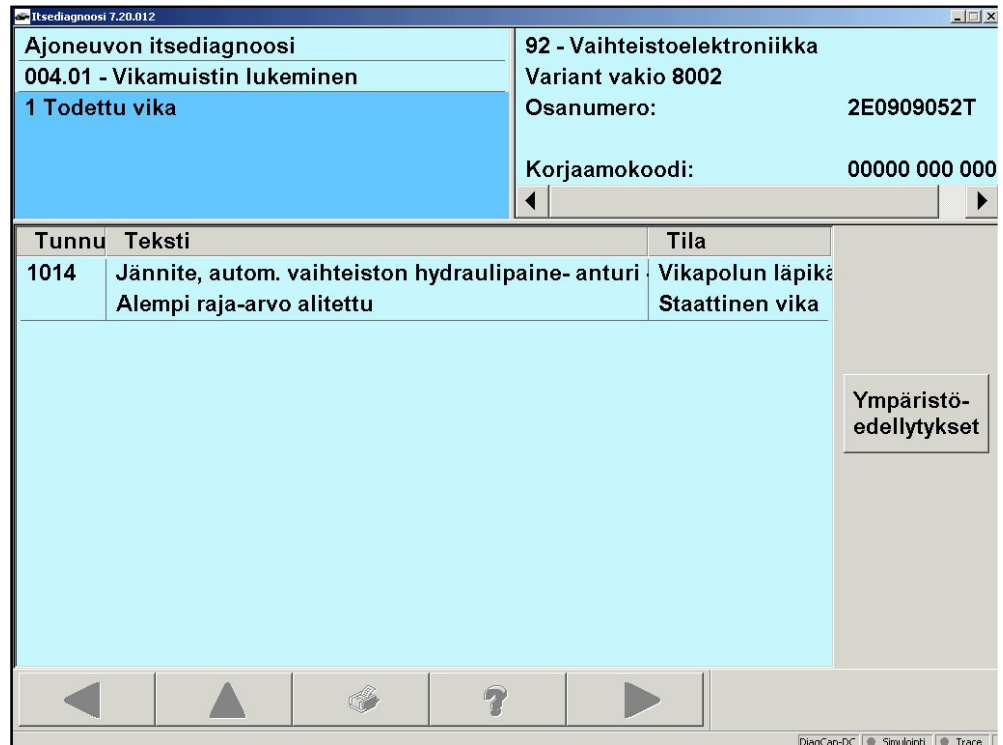 Itsediagnoosi 7.20.012
Ajoneuvon itsediagnoosi
004.01 - Vikamuistin lukeminen
1 Todettu vika
92 - Vaihteistoelektroniikka
Variant vakio 8002
Osanumero: 2E0909052T
Korjaamokoodi: 00000 000 000
Tunnu Teksti Tila
1014 Jännite, autom. vaihteiston hydraulipaine- anturi - Vikapolun läpikä
Alempi raja-arvo alitettu Staattinen vika
Ympäristö-
edellytykset
DiagCan-DC Simulointi Trace